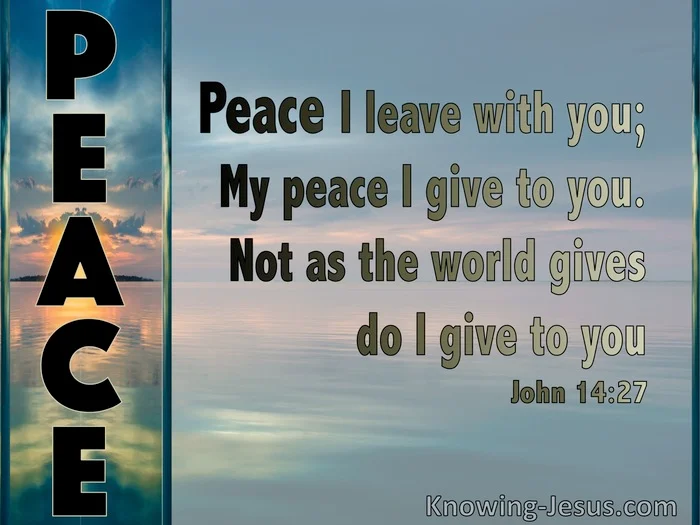 PEACE
Peace I leave with you;
My peace I give to you.
Not as the world gives
do I give to you
John 14:27
Knowing-Jesus.com